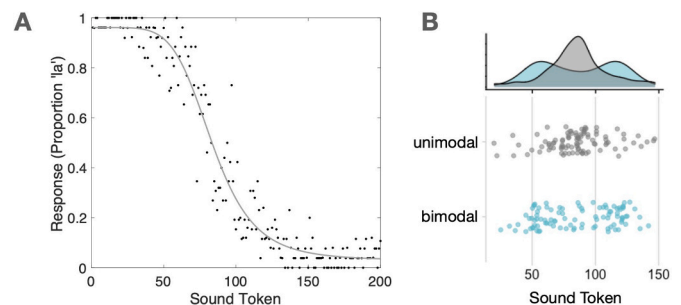 A
Response (Proportion 'la')
1
0.8
0.6
0.4
0.2
0
0
50
100
150
200
Sound Token
B
unimodal
bimodal
50
100
150
Sound Token